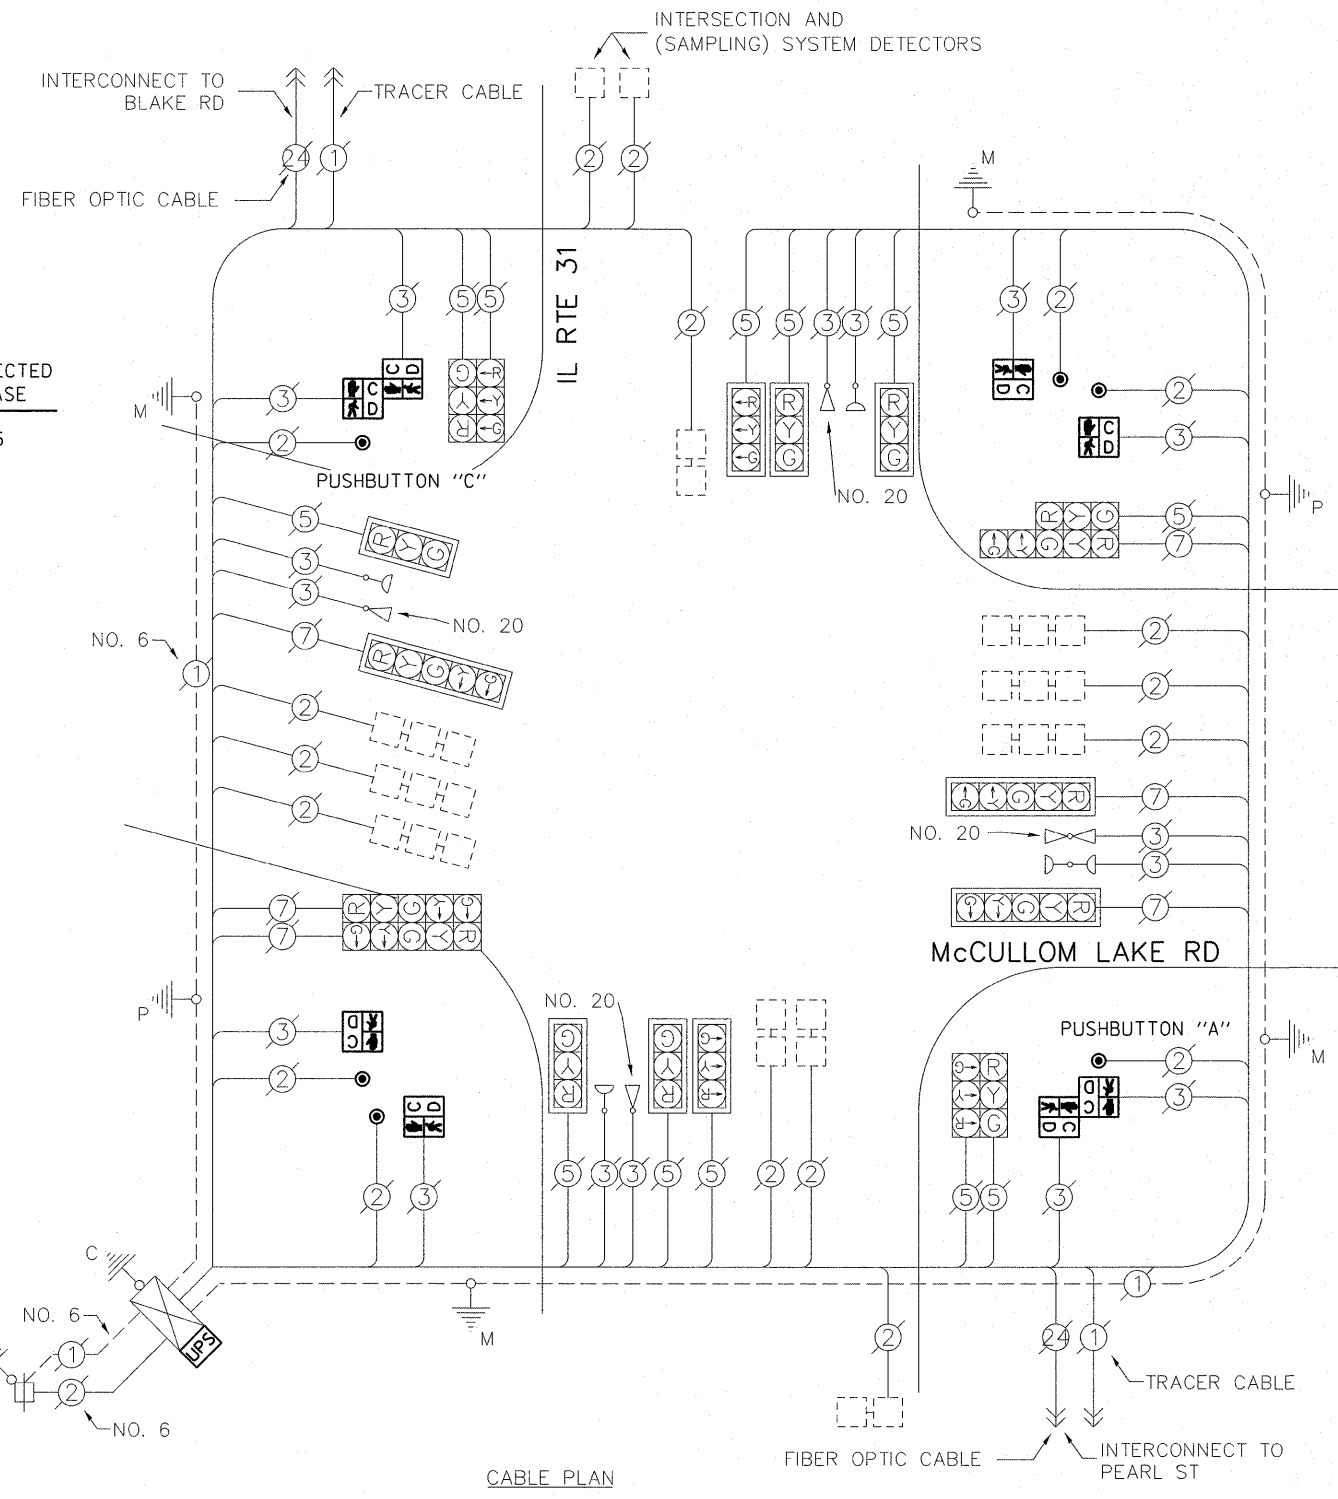 INTERSECTION AND
(SAMPLING) SYSTEM DETECTORS
INTERCONNECT TO
BLAKE RD
TRACER CABLE
24
1
2
2
FIBER OPTIC CABLE
M
IL RTE 31
3
5
5
2
5
5
3
3
5
3
2
ECTED
ASE
6
M
3
C
D
C
D
G
Y
R
R
Y
G
2
PUSHBUTTON "C"
R
Y
G
R
Y
G
R
Y
G
NO. 20
C
D
2
C
D
3
P
R
Y
G
5
G
Y
G
Y
R
7
5
R
Y
G
3
3
NO. 20
NO. 6
1
7
R
Y
G
Y
G
2
2
2
2
2
2
G
Y
G
Y
R
7
NO. 20
3
3
G
Y
G
Y
R
7
McCULLOM LAKE RD
7
R
Y
G
Y
G
7
G
Y
G
Y
R
P
3
C
D
2
C
D
2
3
NO. 20
G
Y
R
G
Y
R
G
Y
R
5
3
3
5
5
2
2
PUSHBUTTON "A"
M
2
3
G
Y
R
R
Y
G
C
D
C
D
5
5
3
C
UPS
NO. 6
1
2
NO. 6
M
1
2
24
1
TRACER CABLE
FIBER OPTIC CABLE
INTERCONNECT TO
PEARL ST
CABLE PLAN